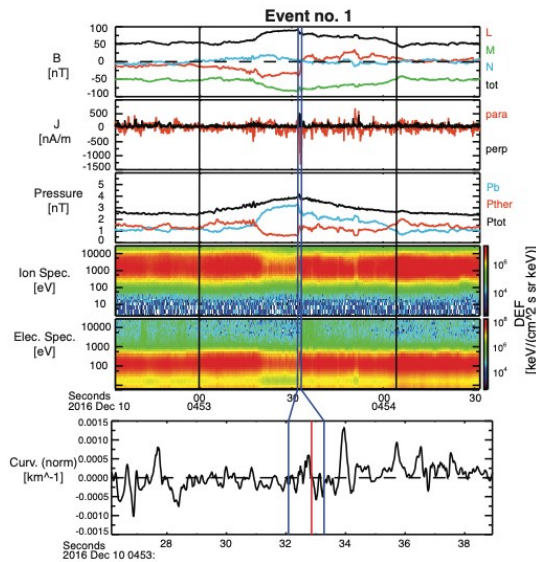 Event no. 1
B
[nT]
100
50
0
-50
-100
L
M
N
tot
J
[nA/m
500
0
-500
-1000
-1500
para
perp
Pressure
[nT]
5
4
3
2
1
0
Pb
Pther
Ptot
Ion Spec.
[eV]
10000
1000
100
10
10^6
10^4
Elec. Spec.
[eV]
10000
1000
100
10^6
10^4
DEF
[keV/(cm^2 s sr keV)]
Seconds 00 30 00 30
2016 Dec 10 0453 0454
Curv. (norm)
[km^-1]
0.0015
0.0010
0.0005
0.0000
-0.0005
-0.0010
-0.0015
Seconds 28 30 32 34 36 38
2016 Dec 10 0453: